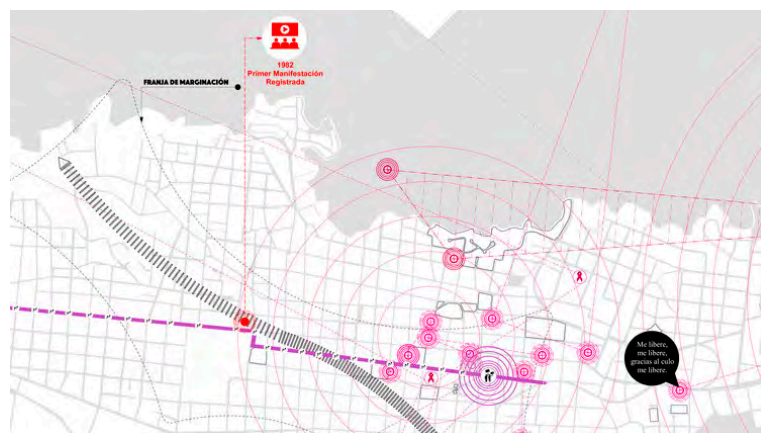 1982
Primer Manifestación
Registrada
FRANJA DE MARGINACIÓN
Me libere,
me libere,
gracias al culo
me libere.